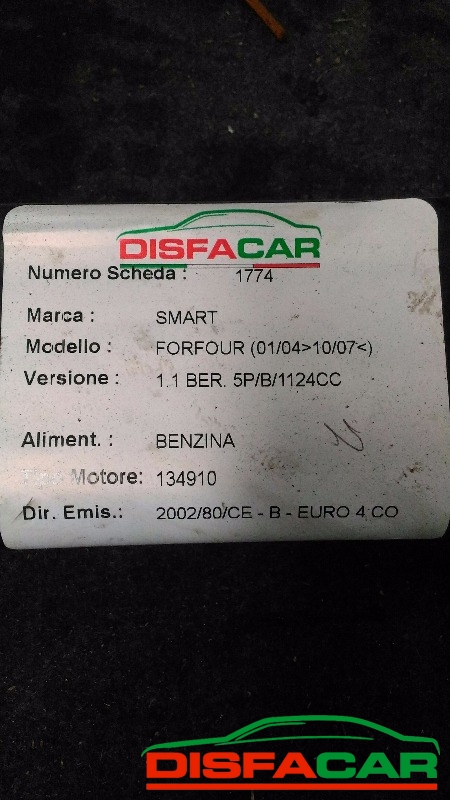 DISFACAR
Numero Scheda : 1774
Marca : SMART
Modello : FORFOUR (01/04>10/07<)
Versione : 1.1 BER. 5P/B/1124CC
Aliment. : BENZINA
Tipo Motore: 134910
Dir. Emis.: 2002/80/CE - B - EURO 4 CO
DISFACAR